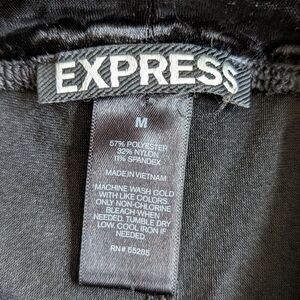 EXPRESS
M
57% POLYESTER
32% NYLON
11% SPANDEX
MADE IN VIETNAM
MACHINE WASH COLD
WITH LIKE COLORS.
ONLY NON-CHLORINE
BLEACH WHEN
NEEDED. TUMBLE DRY
LOW. COOL IRON IF
NEEDED.
RN# 55285